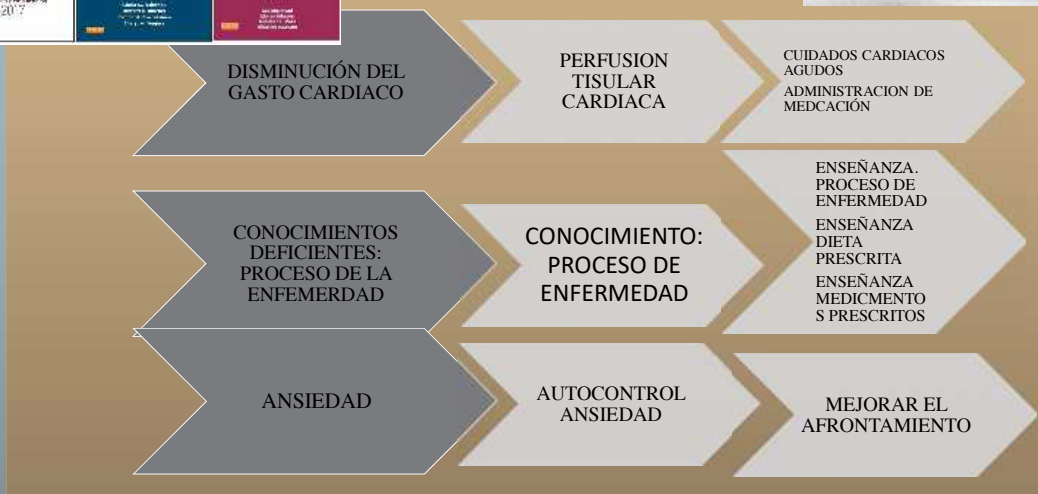 2017
DISMINUCIÓN DEL
GASTO CARDIACO
PERFUSION
TISULAR
CARDIACA
CUIDADOS CARDIACOS
AGUDOS
ADMINISTRACION DE
MEDCACIÓN
CONOCIMIENTOS
DEFICIENTES:
PROCESO DE LA
ENFEMERDAD
CONOCIMIENTO:
PROCESO DE
ENFERMEDAD
ENSEÑANZA.
PROCESO DE
ENFERMEDAD
ENSEÑANZA
DIETA
PRESCRITA
ENSEÑANZA
MEDICMENTO
S PRESCRITOS
ANSIEDAD
AUTOCONTROL
ANSIEDAD
MEJORAR EL
AFRONTAMIENTO